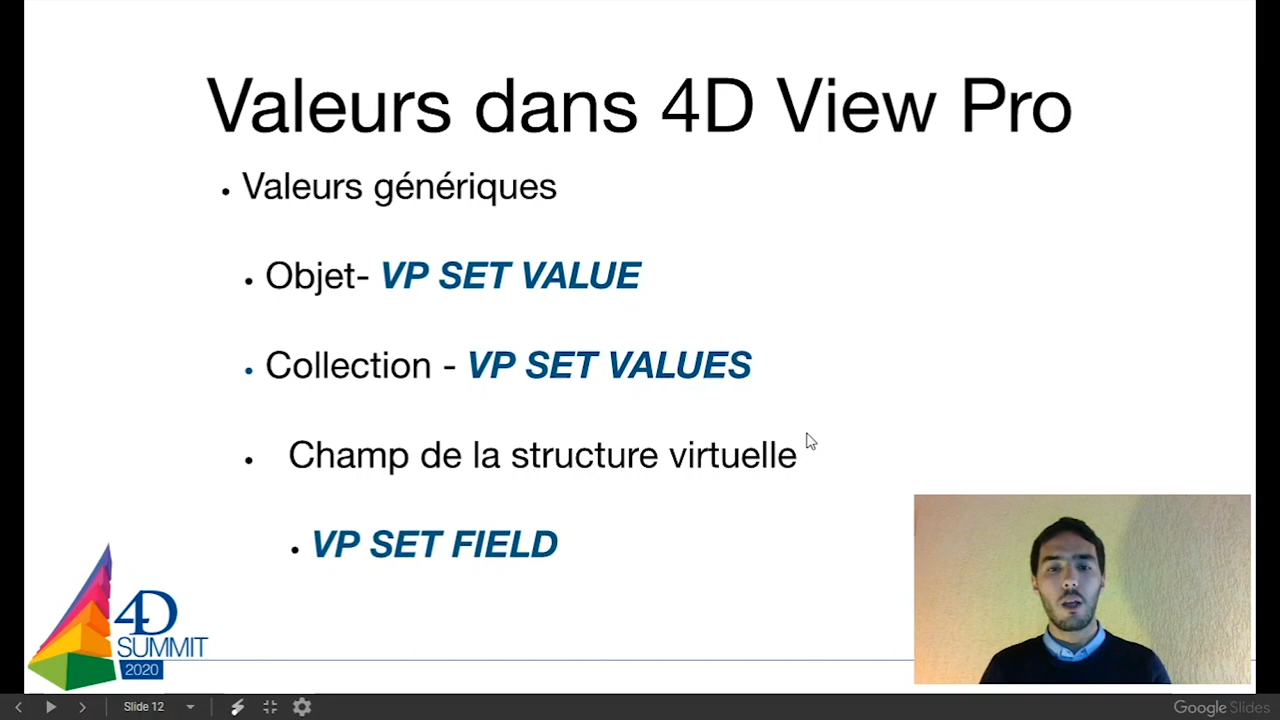 Valeurs dans 4D View Pro
• Valeurs génériques
• Objet- VP SET VALUE
• Collection - VP SET VALUES
• Champ de la structure virtuelle
• VP SET FIELD
4D
SUMMIT
2020
Slide 12
Google Slides